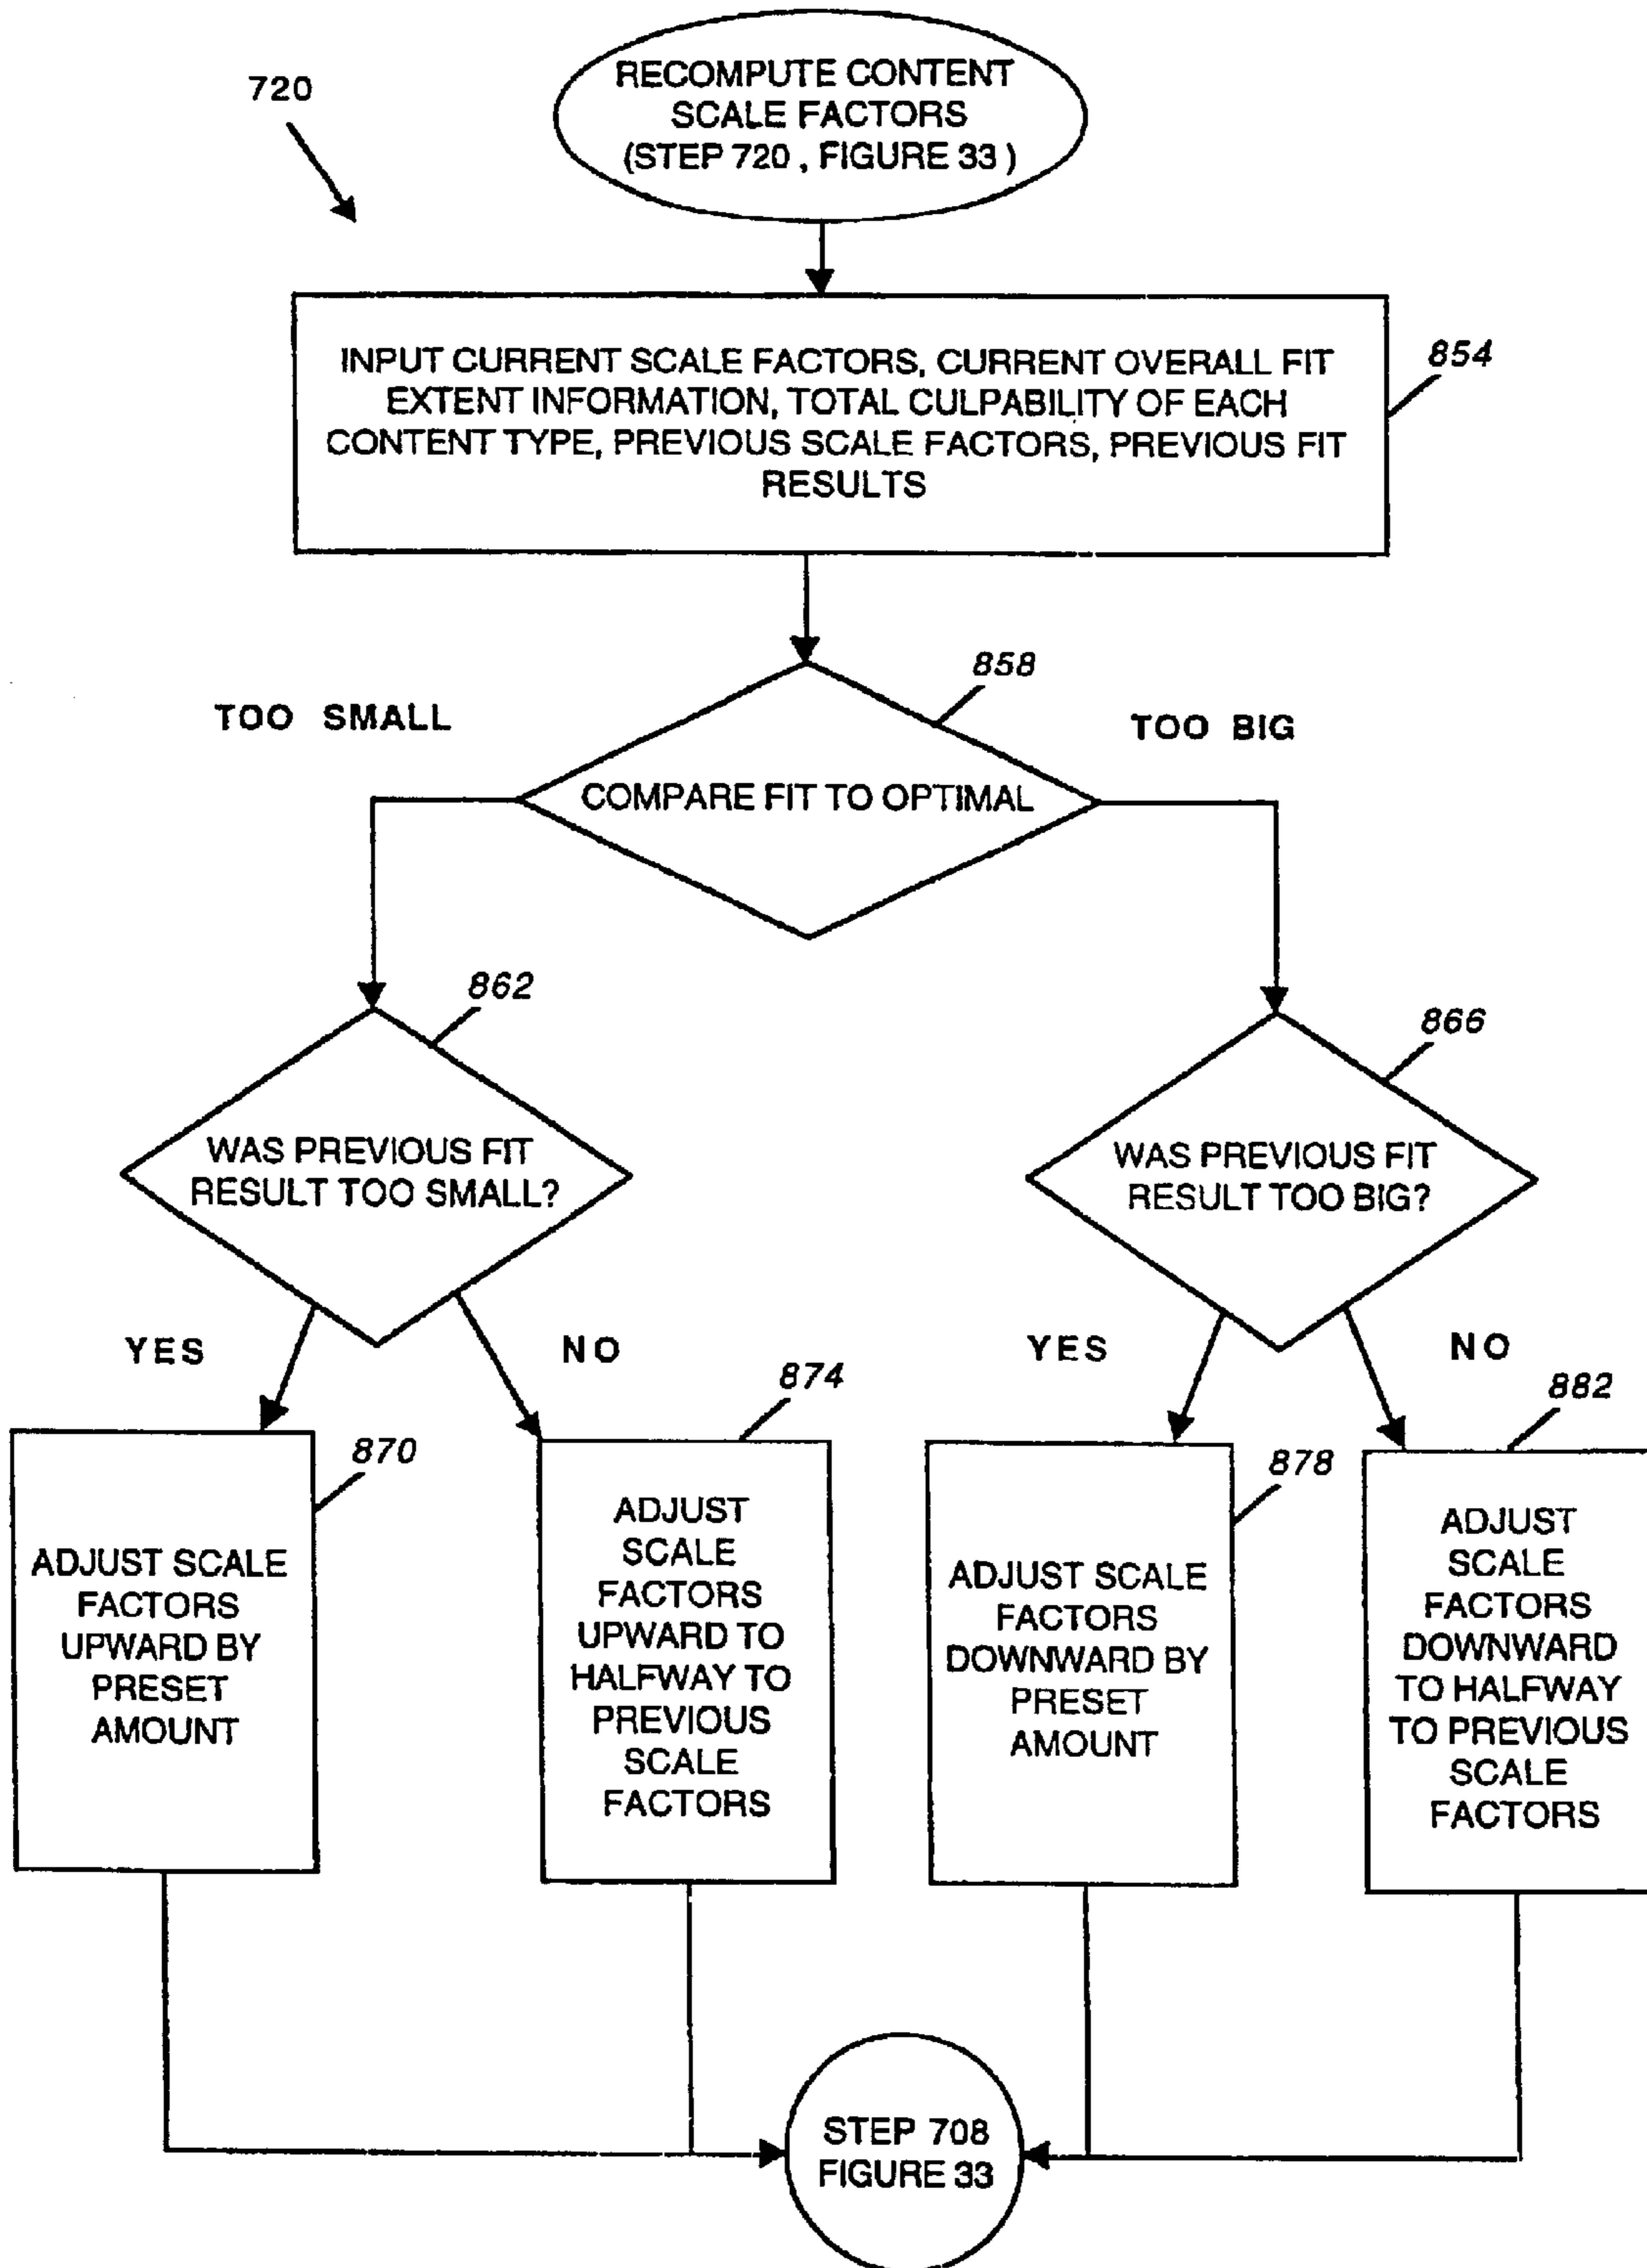 720
RECOMPUTE CONTENT
SCALE FACTORS
(STEP 720 , FIGURE 33 )
854
INPUT CURRENT SCALE FACTORS, CURRENT OVERALL FIT
EXTENT INFORMATION, TOTAL CULPABILITY OF EACH
CONTENT TYPE, PREVIOUS SCALE FACTORS, PREVIOUS FIT
RESULTS
858
TOO SMALL
TOO BIG
COMPARE FIT TO OPTIMAL
862
WAS PREVIOUS FIT
RESULT TOO SMALL?
866
WAS PREVIOUS FIT
RESULT TOO BIG?
YES
NO
YES
NO
870
ADJUST SCALE
FACTORS
UPWARD BY
PRESET
AMOUNT
874
ADJUST
SCALE
FACTORS
UPWARD TO
HALFWAY TO
PREVIOUS
SCALE
FACTORS
878
ADJUST SCALE
FACTORS
DOWNWARD BY
PRESET
AMOUNT
882
ADJUST
SCALE
FACTORS
DOWNWARD
TO HALFWAY
TO PREVIOUS
SCALE
FACTORS
STEP 708
FIGURE 33